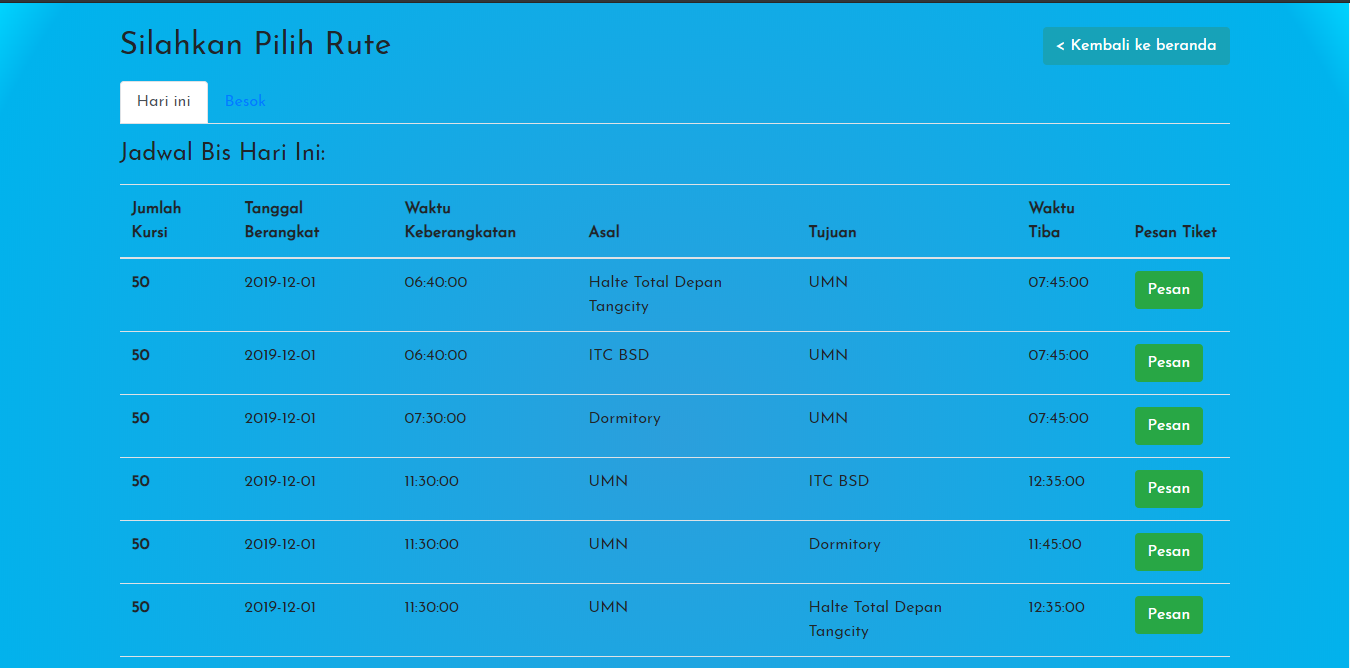 Silahkan Pilih Rute
< Kembali ke beranda
Hari ini Besok
Jadwal Bis Hari Ini:
Jumlah Kursi Tanggal Berangkat Waktu Keberangkatan Asal Tujuan Waktu Tiba Pesan Tiket
50 2019-12-01 06:40:00 Halte Total Depan Tangcity UMN 07:45:00 Pesan
50 2019-12-01 06:40:00 ITC BSD UMN 07:45:00 Pesan
50 2019-12-01 07:30:00 Dormitory UMN 07:45:00 Pesan
50 2019-12-01 11:30:00 UMN ITC BSD 12:35:00 Pesan
50 2019-12-01 11:30:00 UMN Dormitory 11:45:00 Pesan
50 2019-12-01 11:30:00 UMN Halte Total Depan Tangcity 12:35:00 Pesan